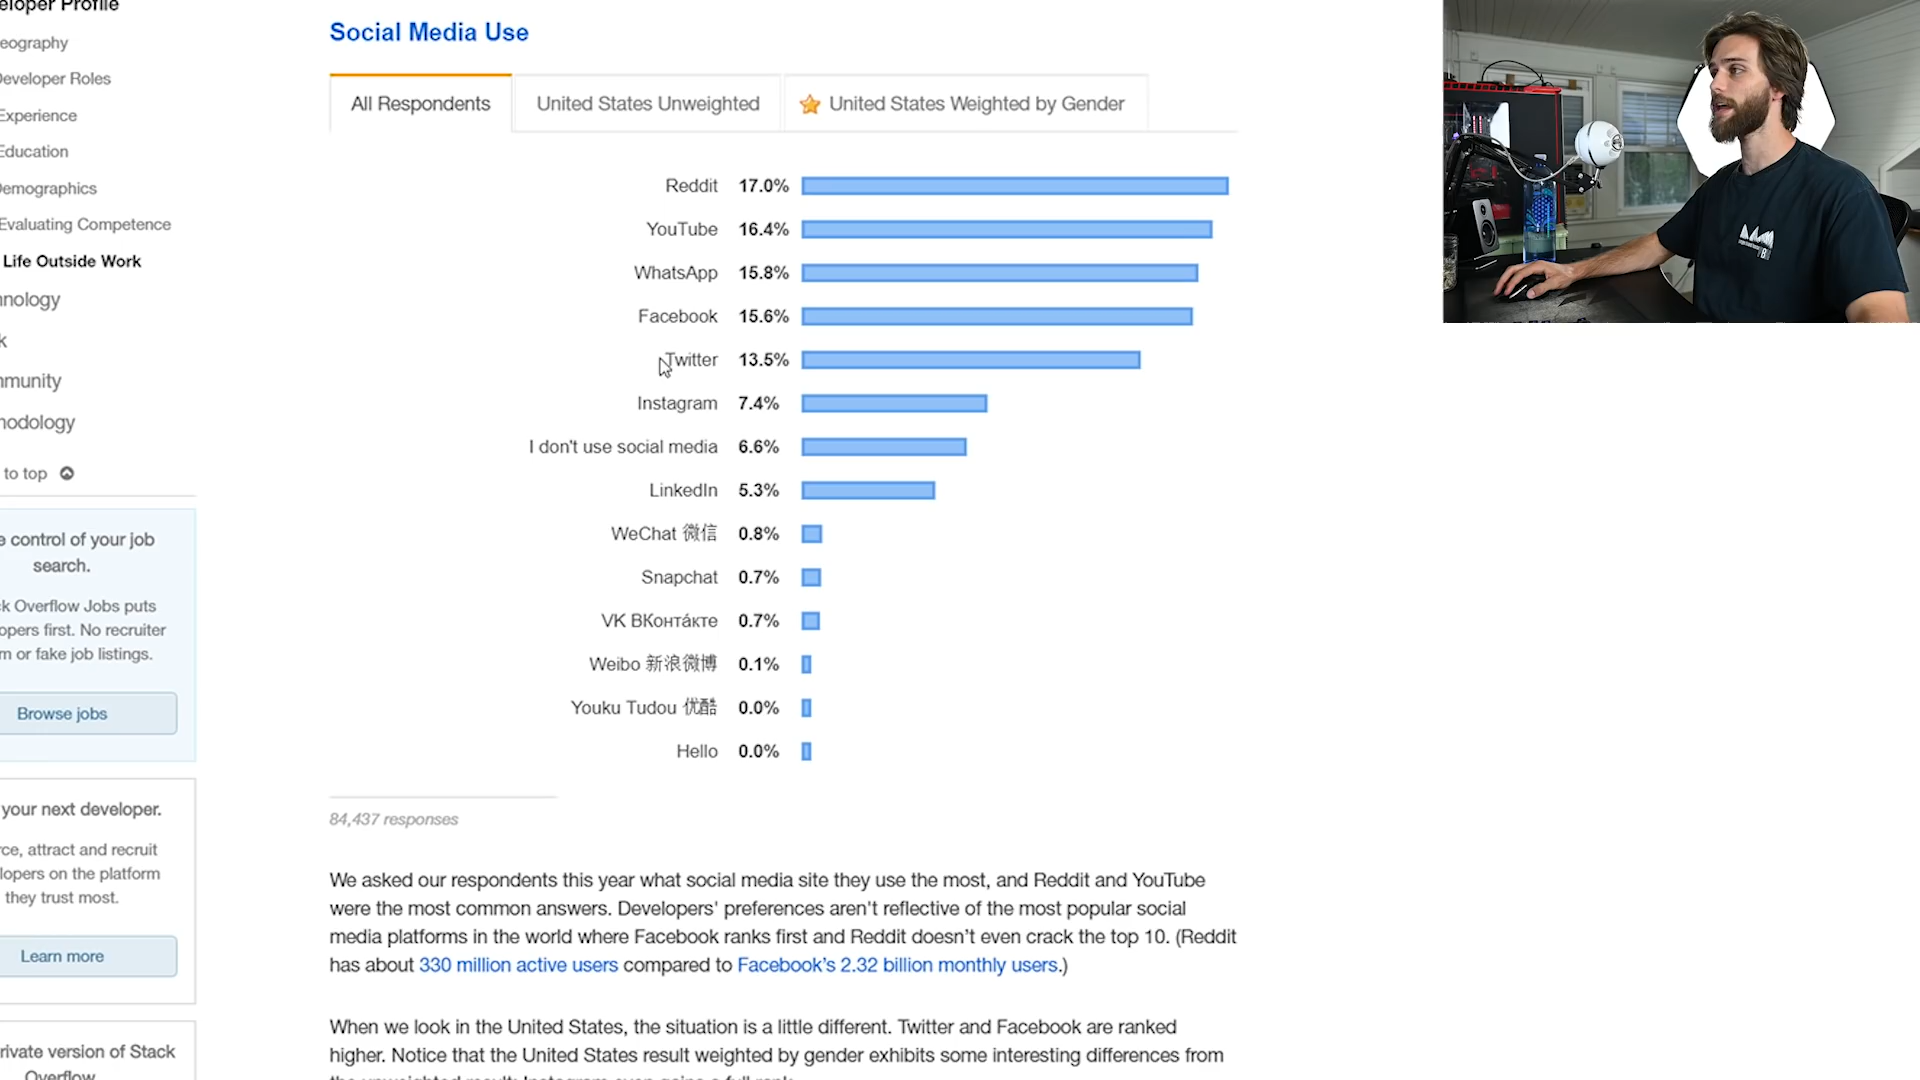 eloper Profile
eography
Developer Roles
Experience
Education
Demographics
Evaluating Competence
Life Outside Work
hnology
k
mmunity
hodology
to top
e control of your job
search.
ck Overflow Jobs puts
opers first. No recruiter
m or fake job listings.
Browse jobs
your next developer.
rce, attract and recruit
lopers on the platform
they trust most.
Learn more
rivate version of Stack
Overflow
Social Media Use
All Respondents
United States Unweighted
United States Weighted by Gender
Reddit 17.0%
YouTube 16.4%
WhatsApp 15.8%
Facebook 15.6%
Twitter 13.5%
Instagram 7.4%
I don't use social media 6.6%
LinkedIn 5.3%
WeChat 微信 0.8%
Snapchat 0.7%
VK ВКонта́кте 0.7%
Weibo 新浪微博 0.1%
Youku Tudou 优酷 0.0%
Hello 0.0%
84,437 responses
We asked our respondents this year what social media site they use the most, and Reddit and YouTube
were the most common answers. Developers' preferences aren't reflective of the most popular social
media platforms in the world where Facebook ranks first and Reddit doesn’t even crack the top 10. (Reddit
has about 330 million active users compared to Facebook’s 2.32 billion monthly users.)
When we look in the United States, the situation is a little different. Twitter and Facebook are ranked
higher. Notice that the United States result weighted by gender exhibits some interesting differences from